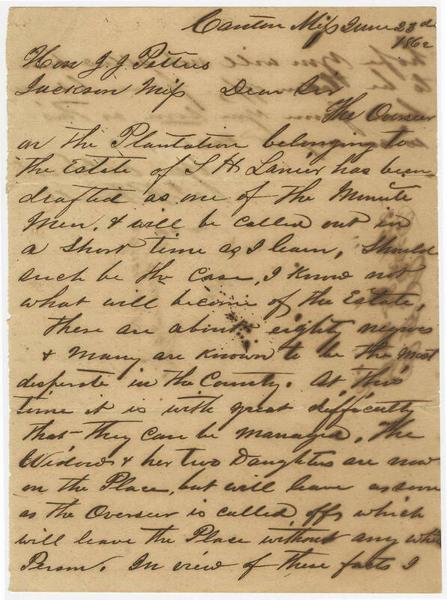 Canton Miss June 23rd
1862
Hon J. J. Pettus
Jackson Miss Dear Sir
The Overseer
on the Plantation belonging to
the Estate of S H Lanier has been
drafted as one of the Minute
Men, & will be called out in
a short time as I learn, Should
such be the case, I know not
what will become of the Estate,
there are about eighty negroes
& many are known to be the most
disperate in the County. At this
time it is with great difficulty
that they can be managed, The
Widow & her two Daughters are now
on the Place, but will leave as soon
as the Overseer is called off, which
will leave the Place without any white
Person. In view of these facts I